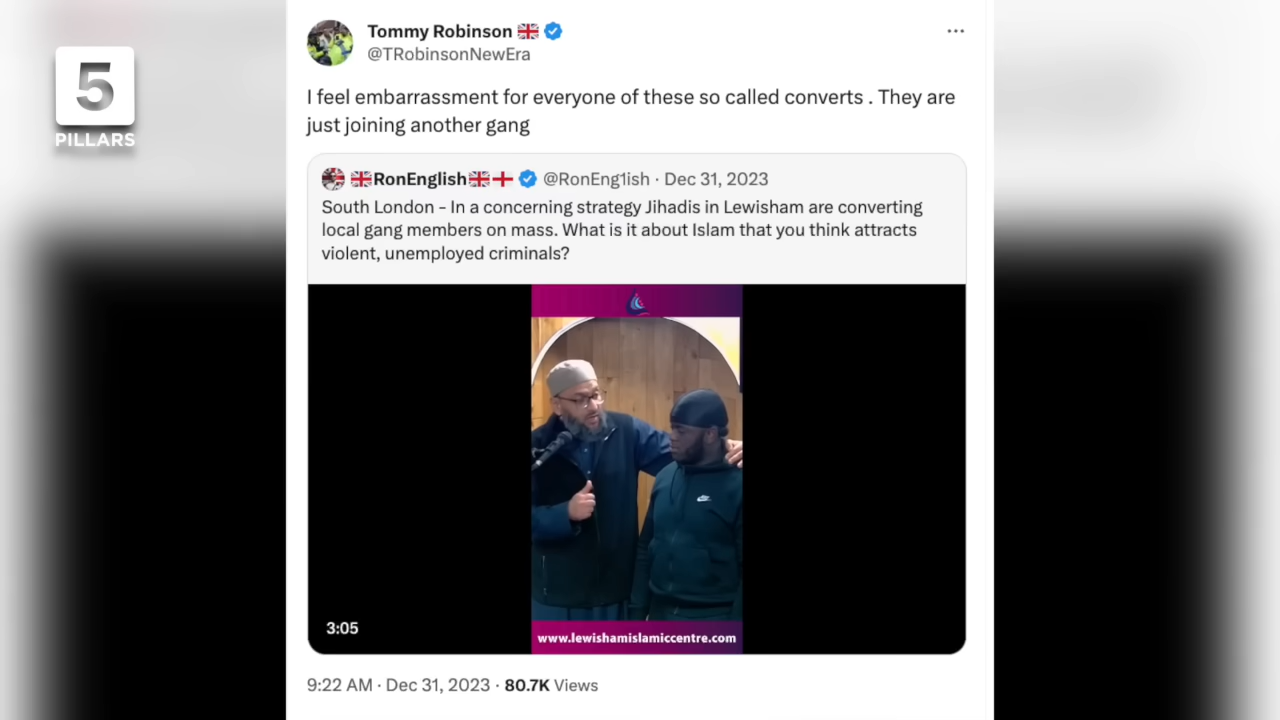 5
PILLARS
Tommy Robinson 🇬🇧
@TRobinsonNewEra
I feel embarrassment for everyone of these so called converts . They are
just joining another gang
🇬🇧RonEnglish🇬🇧🏴󠁧󠁢󠁥󠁮󠁧󠁿 @RonEng1ish · Dec 31, 2023
South London - In a concerning strategy Jihadis in Lewisham are converting
local gang members on mass. What is it about Islam that you think attracts
violent, unemployed criminals?
3:05
www.lewishamislamiccentre.com
9:22 AM · Dec 31, 2023 · 80.7K Views